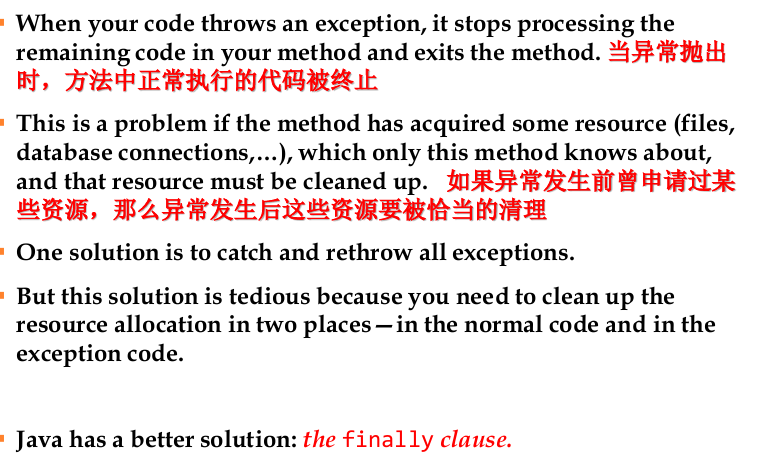 When your code throws an exception, it stops processing the
remaining code in your method and exits the method. 当异常抛出
时，方法中正常执行的代码被终止
This is a problem if the method has acquired some resource (files,
database connections,…), which only this method knows about,
and that resource must be cleaned up. 如果异常发生前曾申请过某
些资源，那么异常发生后这些资源要被恰当的清理
One solution is to catch and rethrow all exceptions.
But this solution is tedious because you need to clean up the
resource allocation in two places—in the normal code and in the
exception code.
Java has a better solution: the finally clause.